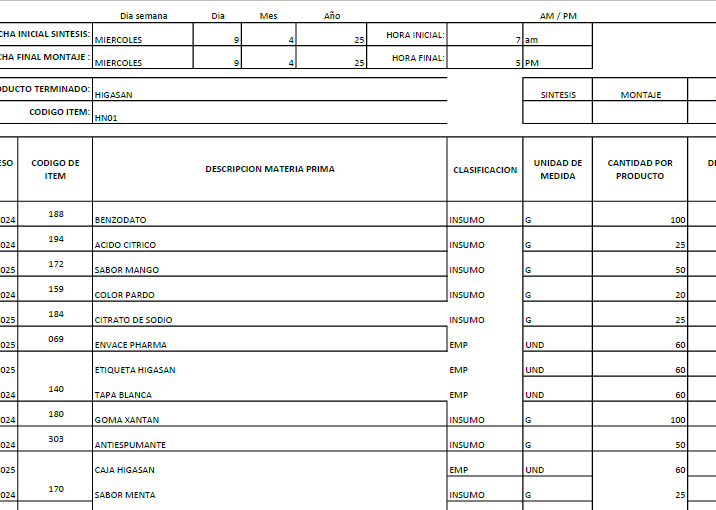 Dia semana Dia Mes Año AM / PM
CHA INICIAL SINTESIS: MIERCOLES 9 4 25 HORA INICIAL: 7 am
CHA FINAL MONTAJE : MIERCOLES 9 4 25 HORA FINAL: 5 PM
ODUCTO TERMINADO: HIGASAN SINTESIS MONTAJE
CODIGO ITEM: HN01
ESO CODIGO DE ITEM DESCRIPCION MATERIA PRIMA CLASIFICACION UNIDAD DE MEDIDA CANTIDAD POR PRODUCTO DE
024 188 BENZODATO INSUMO G 100
024 194 ACIDO CITRICO INSUMO G 25
025 172 SABOR MANGO INSUMO G 50
024 159 COLOR PARDO INSUMO G 20
025 184 CITRATO DE SODIO INSUMO G 25
025 069 ENVACE PHARMA EMP UND 60
025 ETIQUETA HIGASAN EMP UND 60
024 140 TAPA BLANCA EMP UND 60
024 180 GOMA XANTAN INSUMO G 100
024 303 ANTIESPUMANTE INSUMO G 50
025 CAJA HIGASAN EMP UND 60
024 170 SABOR MENTA INSUMO G 25